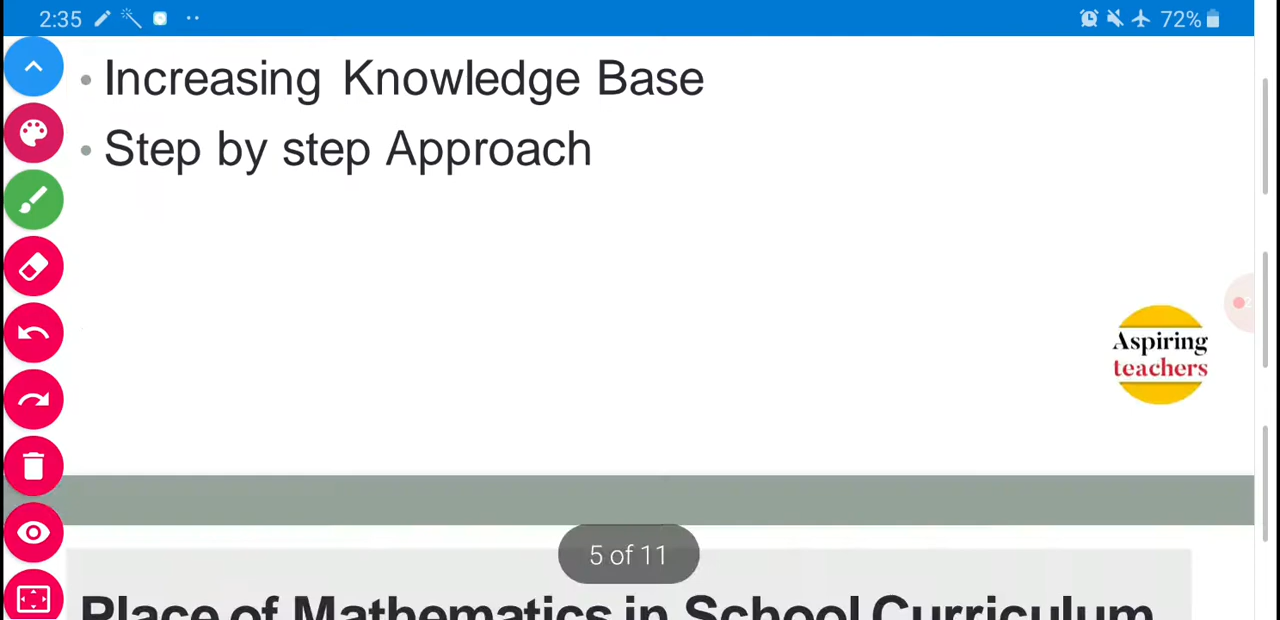 2:35
72%
• Increasing Knowledge Base
• Step by step Approach
Aspiring
teachers
5 of 11
Place of Mathematics in School Curriculum